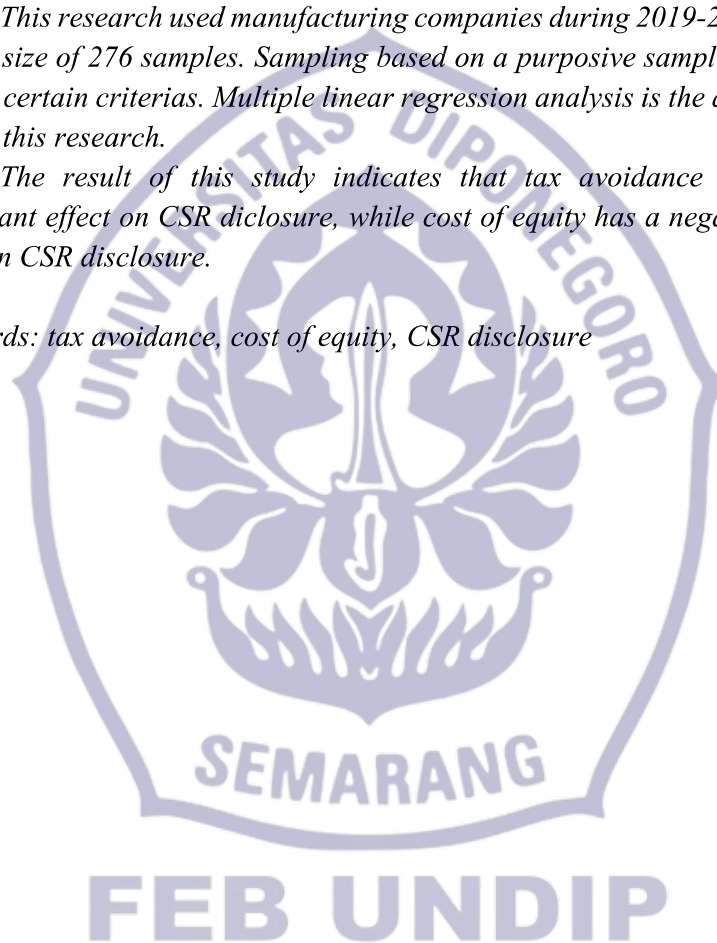 This research used manufacturing companies during 2019-2
size of 276 samples. Sampling based on a purposive sampl
certain criterias. Multiple linear regression analysis is the
this research.
The result of this study indicates that tax avoidance
ant effect on CSR diclosure, while cost of equity has a nega
n CSR disclosure.
rds: tax avoidance, cost of equity, CSR disclosure
UNIVERSITAS DIPONEGORO
SEMARANG
FEB UNDIP